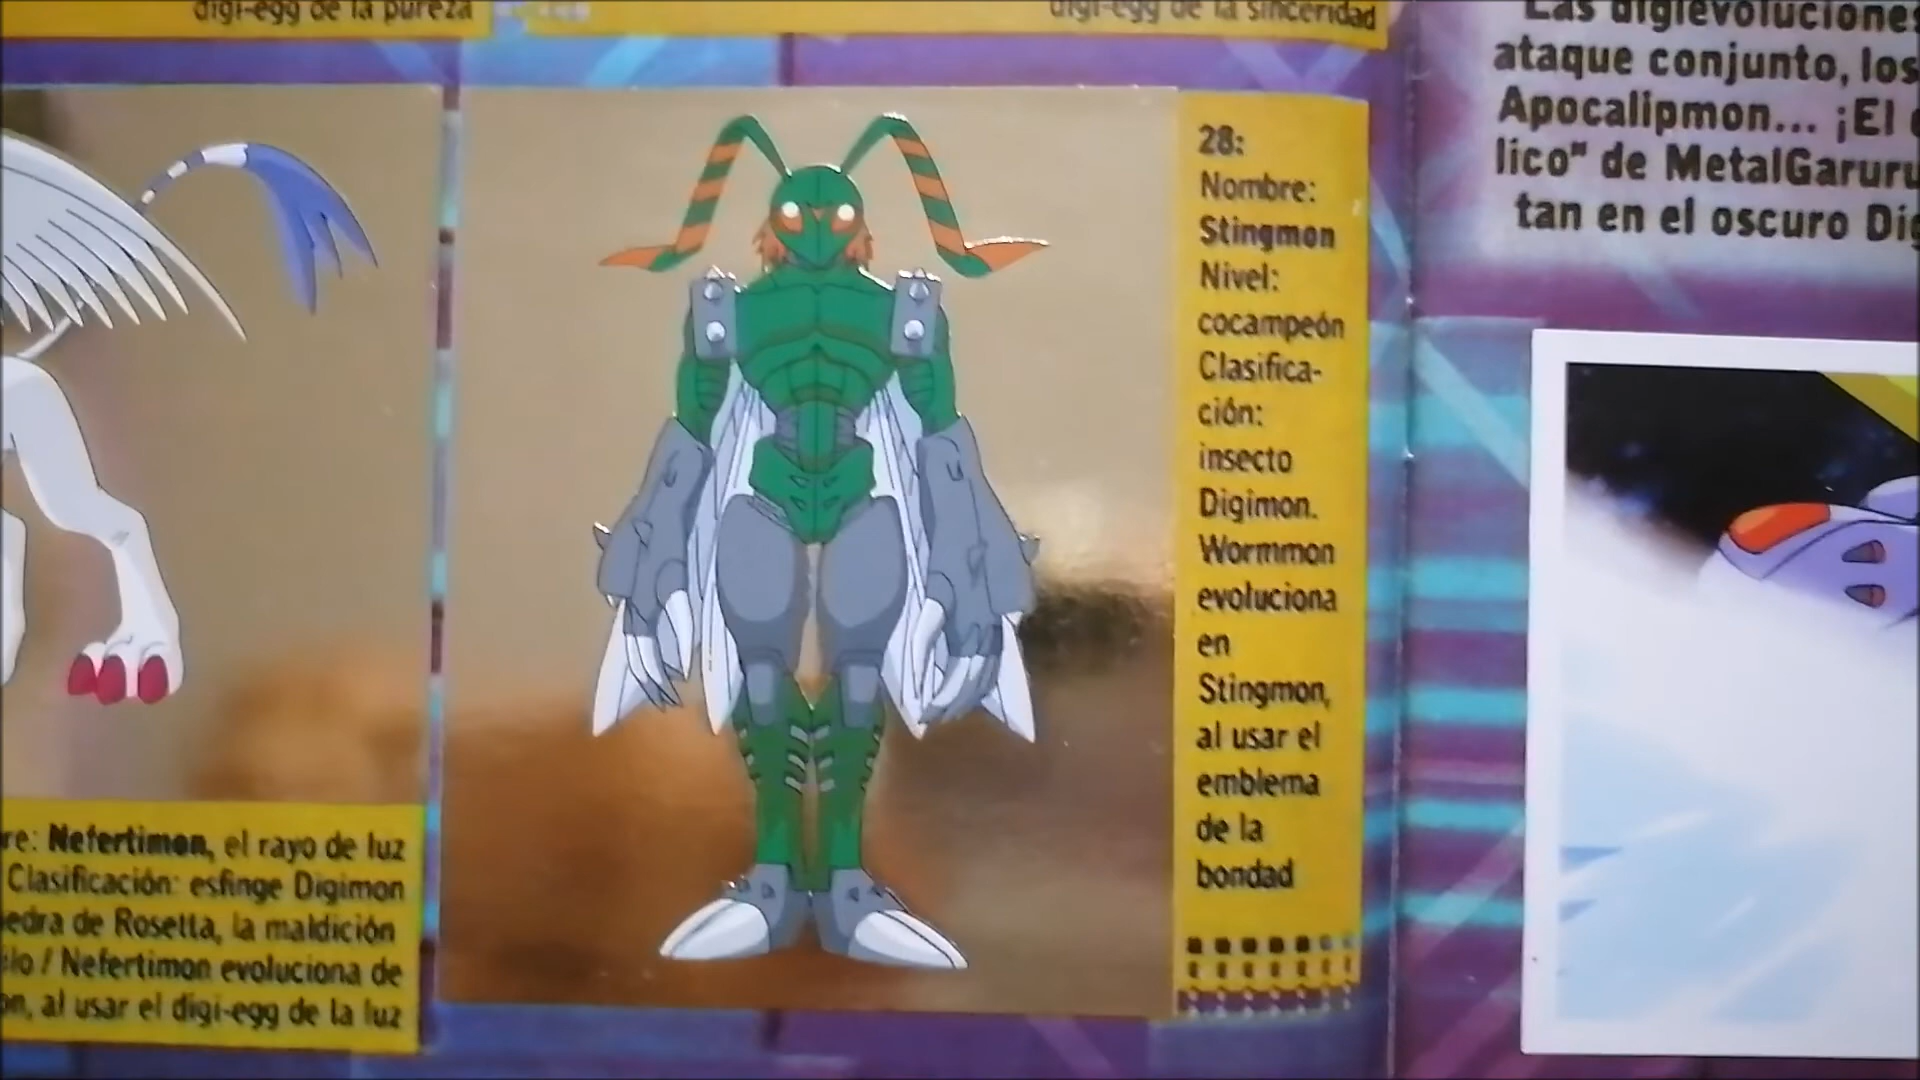 digi-egg de la pureza
digi-egg de la sinceridad
28:
Nombre:
Stingmon
Nivel:
cocampeón
Clasifica-
ción:
insecto
Digimon.
Wormmon
evoluciona
en
Stingmon,
al usar el
emblema
de la
bondad
re: Nefertimon, el rayo de luz
Clasificación: esfinge Digimon
edra de Rosetta, la maldición
ilo / Nefertimon evoluciona de
on, al usar el digi-egg de la luz
Las digievoluciones
ataque conjunto, los
Apocalipmon... ¡El
lico" de MetalGaruru
tan en el oscuro Dig